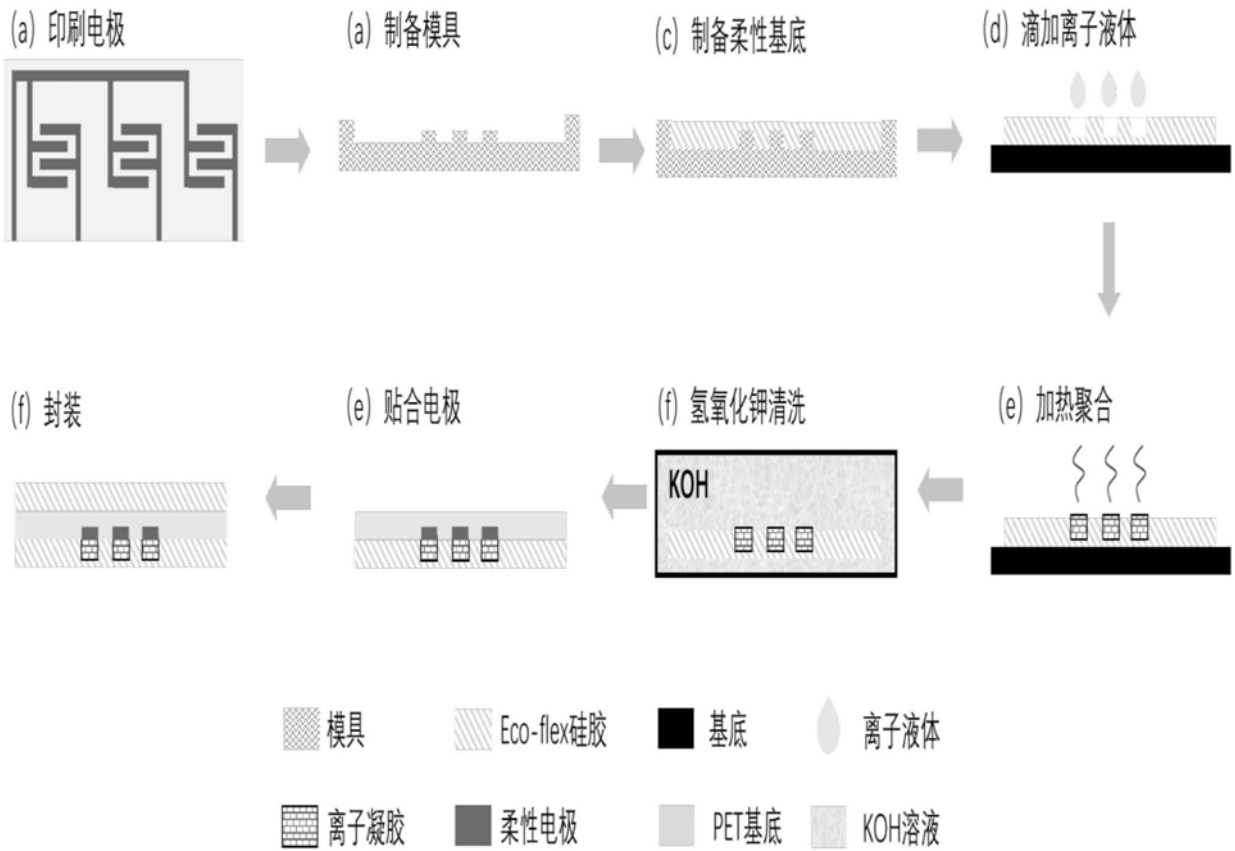 (a) 印刷电极
(a) 制备模具
(c) 制备柔性基底
(d) 滴加离子液体
(f) 封装
(e) 贴合电极
(f) 氢氧化钾清洗
(e) 加热聚合
KOH
模具
Eco-flex硅胶
基底
离子液体
离子凝胶
柔性电极
PET基底
KOH溶液